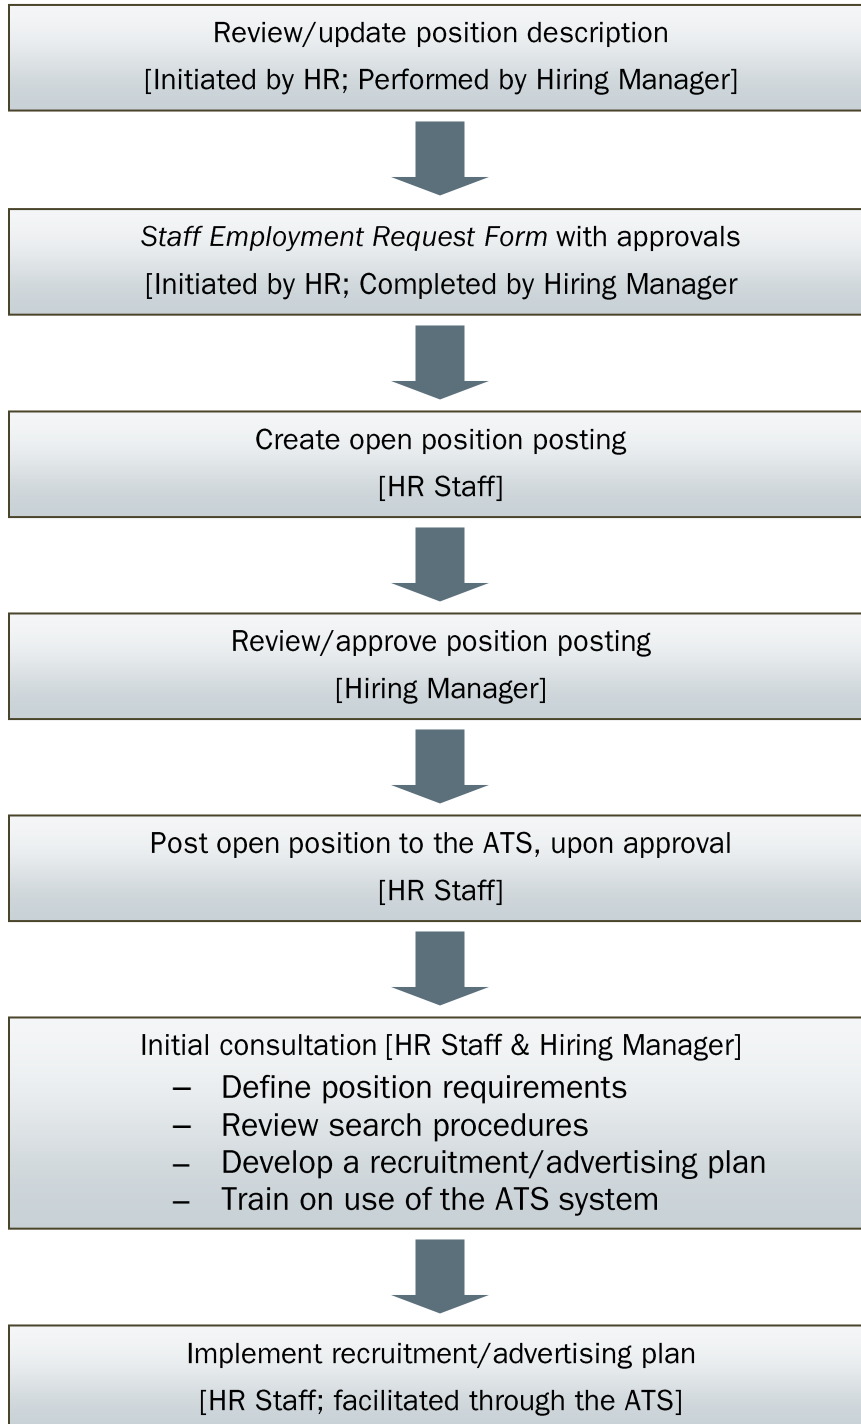 Review/update position description
[Initiated by HR; Performed by Hiring Manager]
Staff Employment Request Form with approvals
[Initiated by HR; Completed by Hiring Manager
Create open position posting
[HR Staff]
Review/approve position posting
[Hiring Manager]
Post open position to the ATS, upon approval
[HR Staff]
Initial consultation [HR Staff & Hiring Manager]
– Define position requirements
– Review search procedures
– Develop a recruitment/advertising plan
– Train on use of the ATS system
Implement recruitment/advertising plan
[HR Staff; facilitated through the ATS]